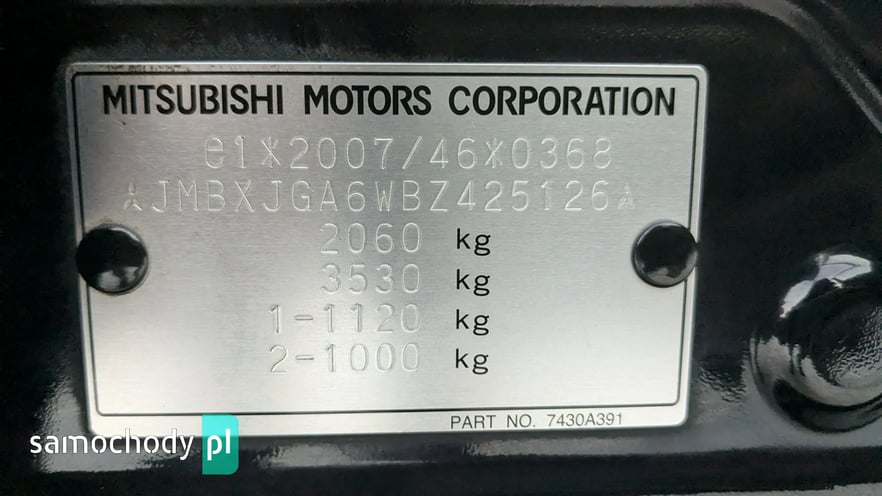 MITSUBISHI MOTORS CORPORATION
e1*2007/46*0368
JMBXJGA6WBZ425126
2060 kg
3530 kg
1-1120 kg
2-1000 kg
PART NO. 7430A391
samochody pl